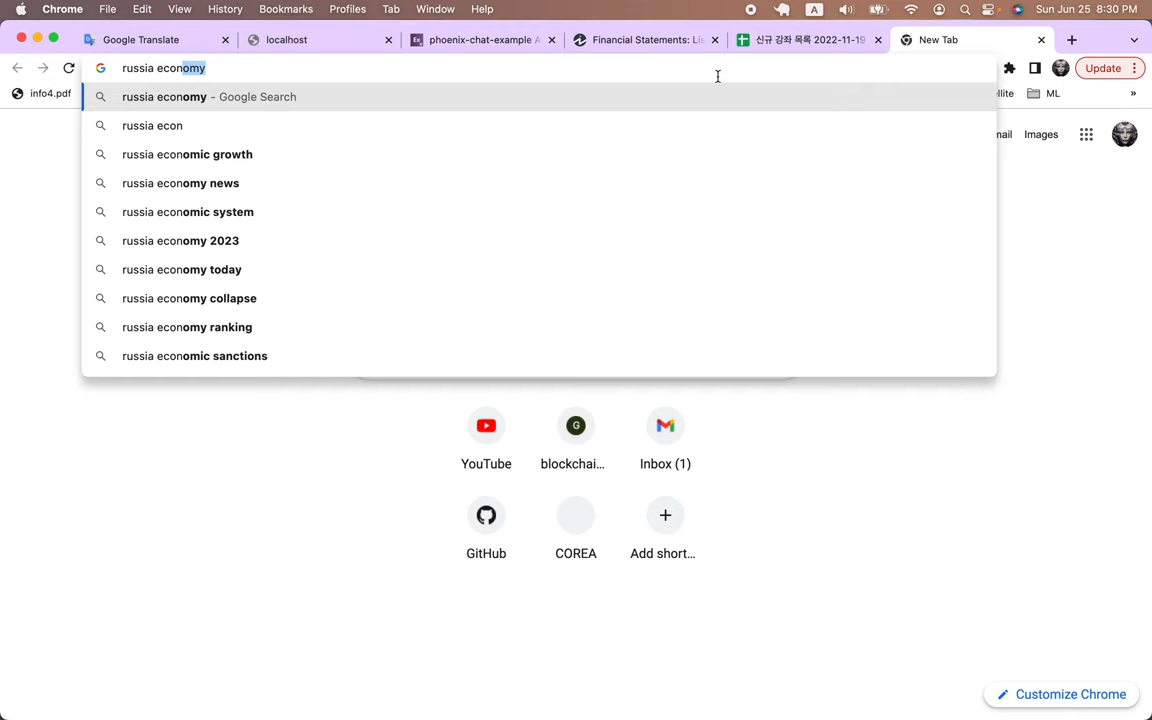 Chrome File Edit View History Bookmarks Profiles Tab Window Help A Sun Jun 25 8:30 PM
Google Translate localhost Ex phoenix-chat-example A Financial Statements: Lis 신규 강좌 목록 2022-11-19 New Tab
russia economy Update
info4.pdf llite ML »
russia economy - Google Search
russia econ
mail Images
russia economic growth
russia economy news
russia economic system
russia economy 2023
russia economy today
russia economy collapse
russia economy ranking
russia economic sanctions
G
YouTube blockchai... Inbox (1)
GitHub COREA Add short...
Customize Chrome